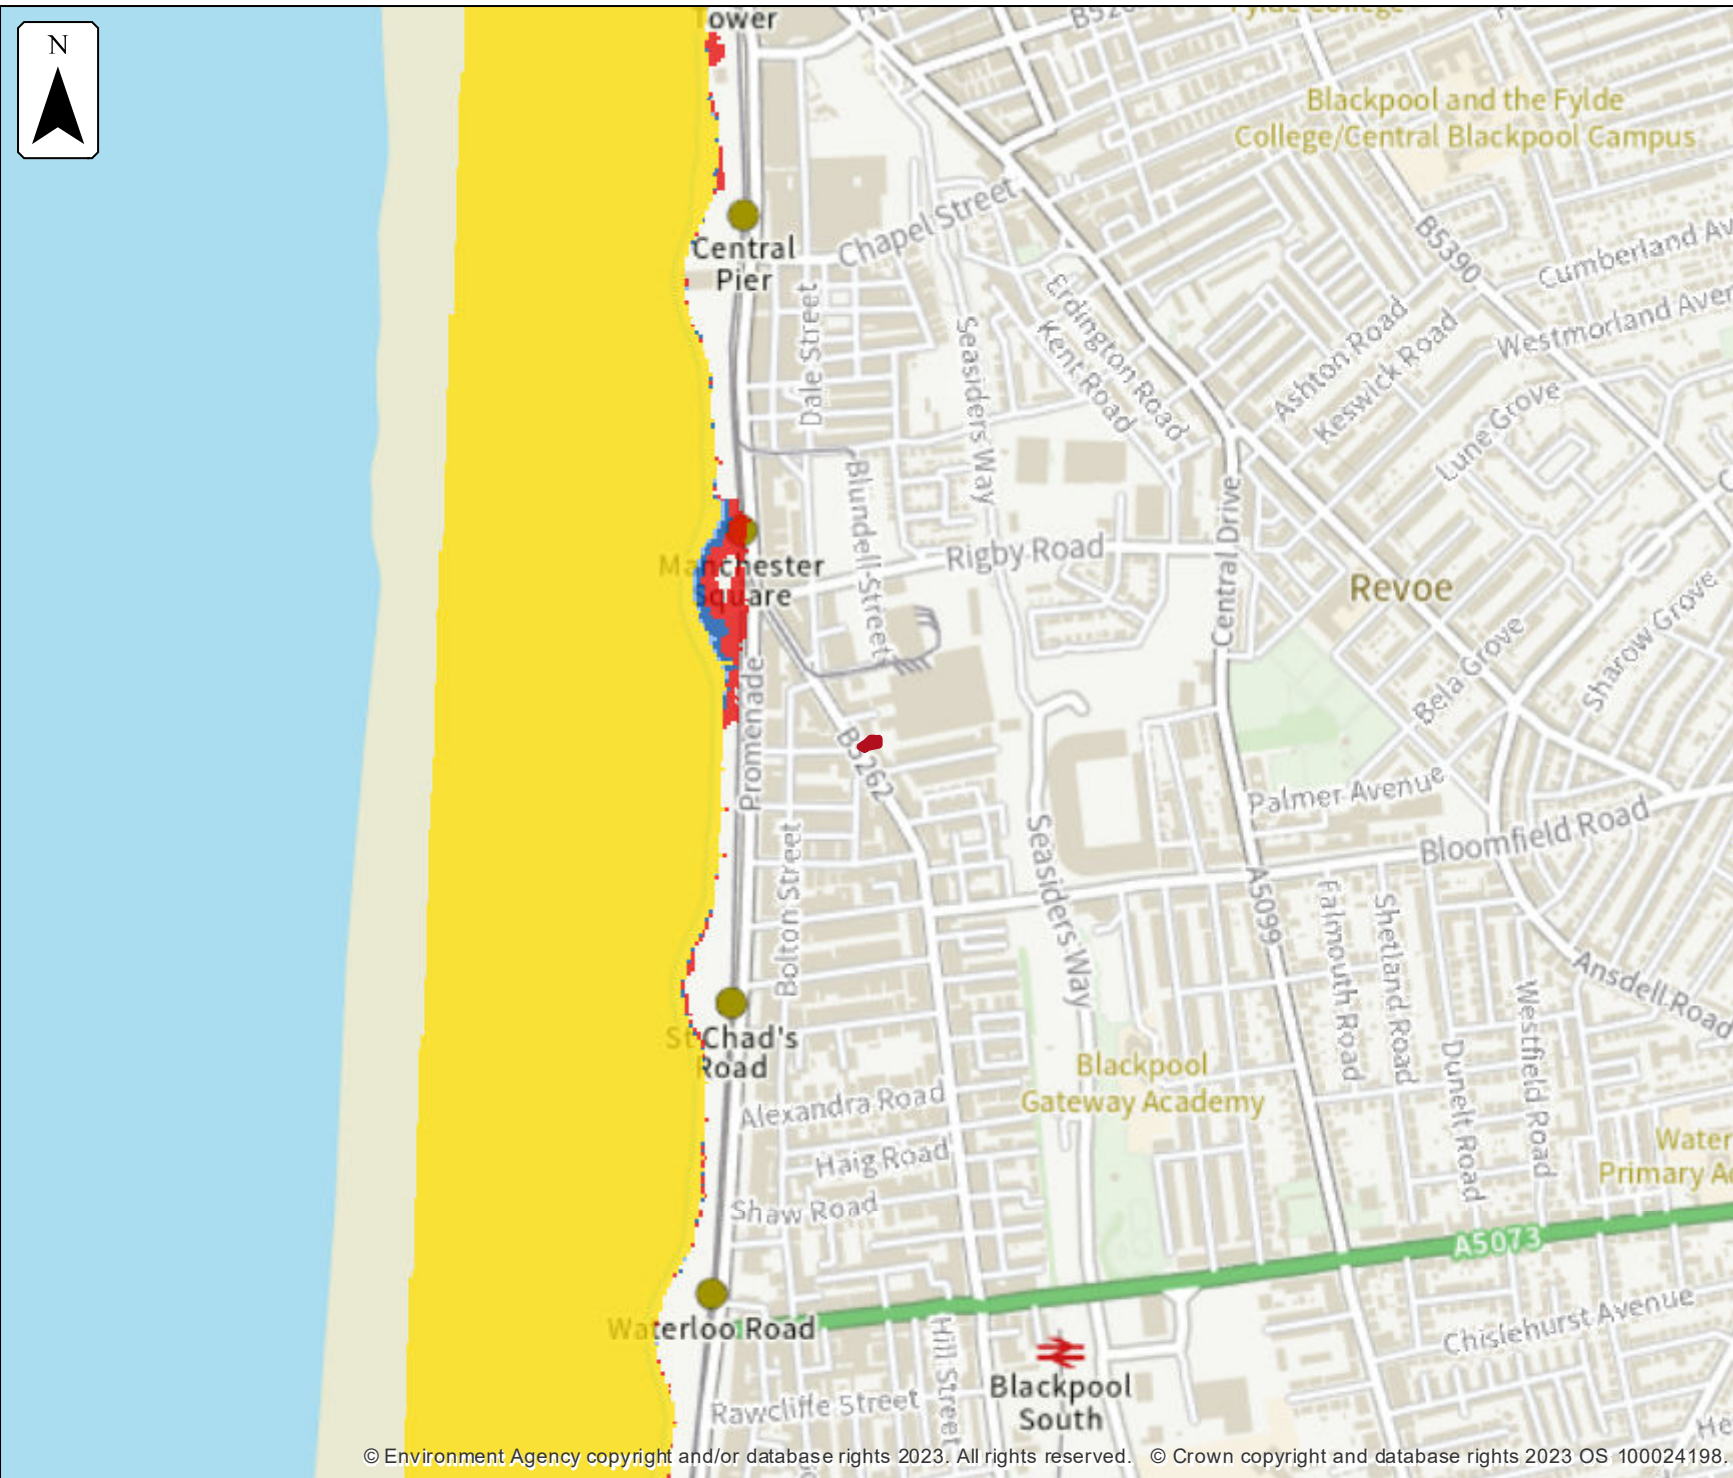 Tower
N
Fylde College
Blackpool and the Fylde
College/Central Blackpool Campus
Chapel Street
Central
Pier
B5390
Cumberland Av
Westmorland Aven
Erdington Road
Kent Road
Dale Street
Seasiders Way
Ashton Road
Keswick Road
Lune Grove
Blundell Street
Central Drive
Rigby Road
Manchester
Square
Revoe
Sharow Grove
Bela Grove
Promenade
B5262
Palmer Avenue
Bloomfield Road
Bolton Street
Seasiders Way
A5099
Falmouth Road
Shetland Road
Ansdell Road
Westfield Road
Dunelt Road
St Chad's
Road
Blackpool
Gateway Academy
Alexandra Road
Haig Road
Shaw Road
Water
Primary A
A5073
Waterloo Road
Hill Street
Chislehurst Avenue
Blackpool
South
Rawcliffe Street
He
© Environment Agency copyright and/or database rights 2023. All rights reserved. © Crown copyright and database rights 2023 OS 100024198